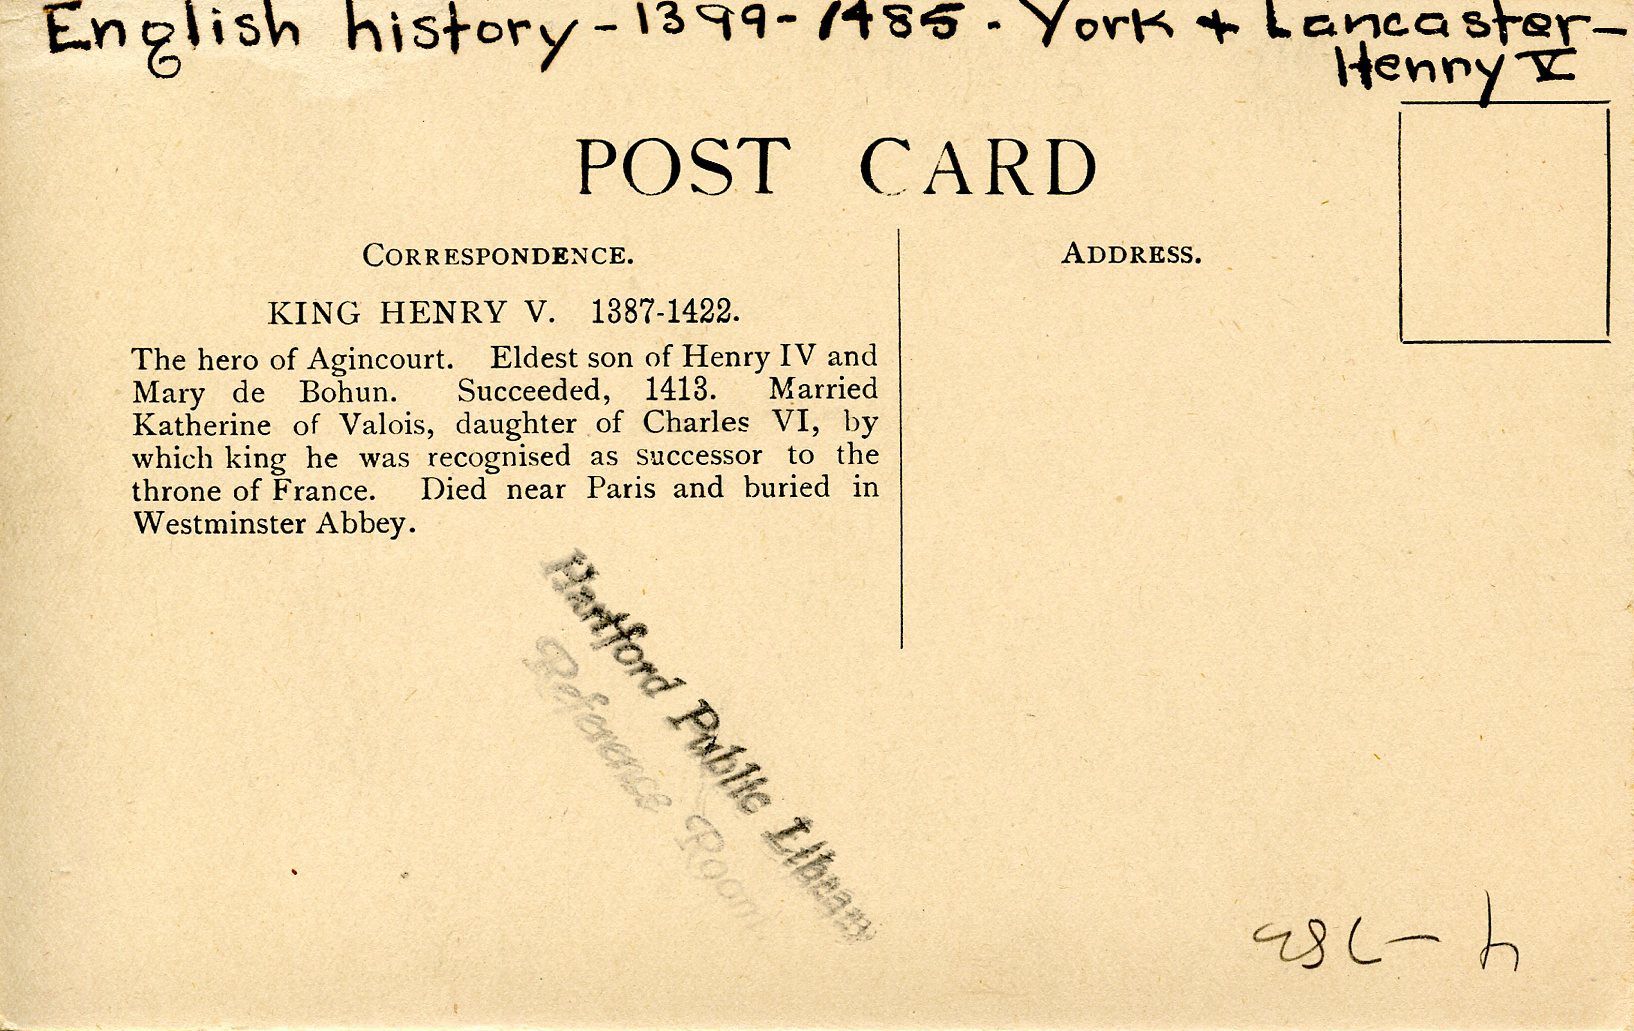 English history - 1399 - 1485 - York + Lancaster -
Henry V
POST CARD
CORRESPONDENCE.
ADDRESS.
KING HENRY V. 1387-1422.
The hero of Agincourt. Eldest son of Henry IV and
Mary de Bohun. Succeeded, 1413. Married
Katherine of Valois, daughter of Charles VI, by
which king he was recognised as successor to the
throne of France. Died near Paris and buried in
Westminster Abbey.
Hartford Public Library
Reference Room